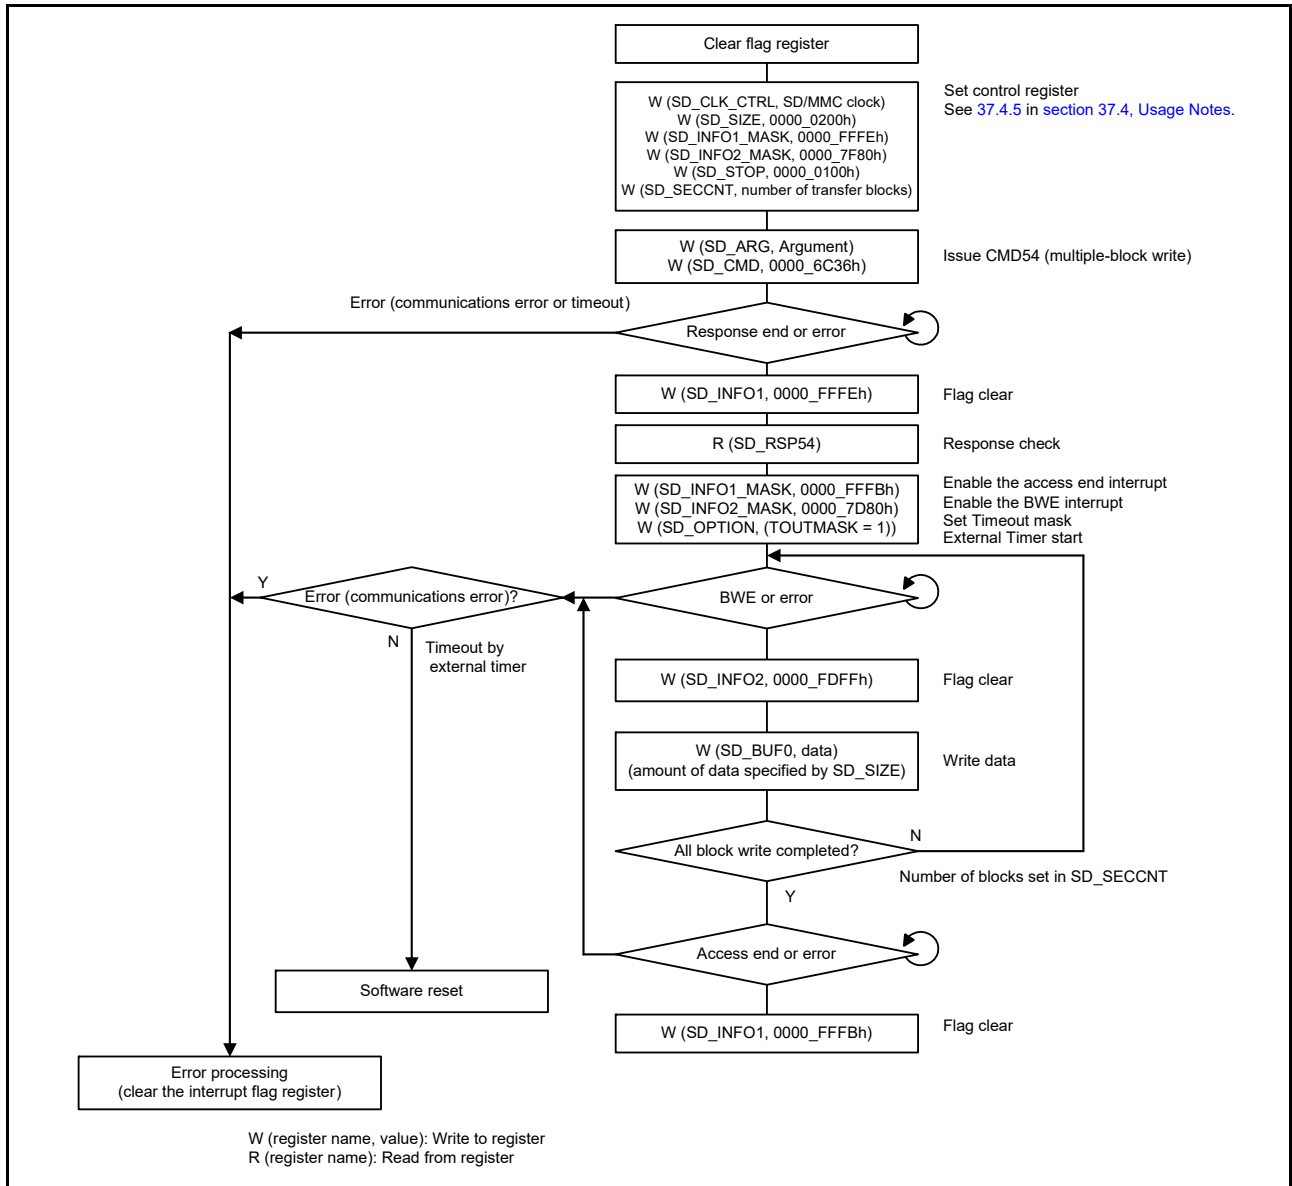 Clear flag register
W (SD_CLK_CTRL, SD/MMC clock)
W (SD_SIZE, 0000_0200h)
W (SD_INFO1_MASK, 0000_FFFEh)
W (SD_INFO2_MASK, 0000_7F80h)
W (SD_STOP, 0000_0100h)
W (SD_SECCNT, number of transfer blocks)
Set control register
See 37.4.5 in section 37.4, Usage Notes.
W (SD_ARG, Argument)
W (SD_CMD, 0000_6C36h)
Issue CMD54 (multiple-block write)
Error (communications error or timeout)
Response end or error
W (SD_INFO1, 0000_FFFEh)
Flag clear
R (SD_RSP54)
Response check
W (SD_INFO1_MASK, 0000_FFFBh)
W (SD_INFO2_MASK, 0000_7D80h)
W (SD_OPTION, (TOUTMASK = 1))
Enable the access end interrupt
Enable the BWE interrupt
Set Timeout mask
External Timer start
Y
Error (communications error)?
BWE or error
N
Timeout by
external timer
W (SD_INFO2, 0000_FDFFh)
Flag clear
W (SD_BUF0, data)
(amount of data specified by SD_SIZE)
Write data
All block write completed?
N
Number of blocks set in SD_SECCNT
Y
Access end or error
Software reset
W (SD_INFO1, 0000_FFFBh)
Flag clear
Error processing
(clear the interrupt flag register)
W (register name, value): Write to register
R (register name): Read from register